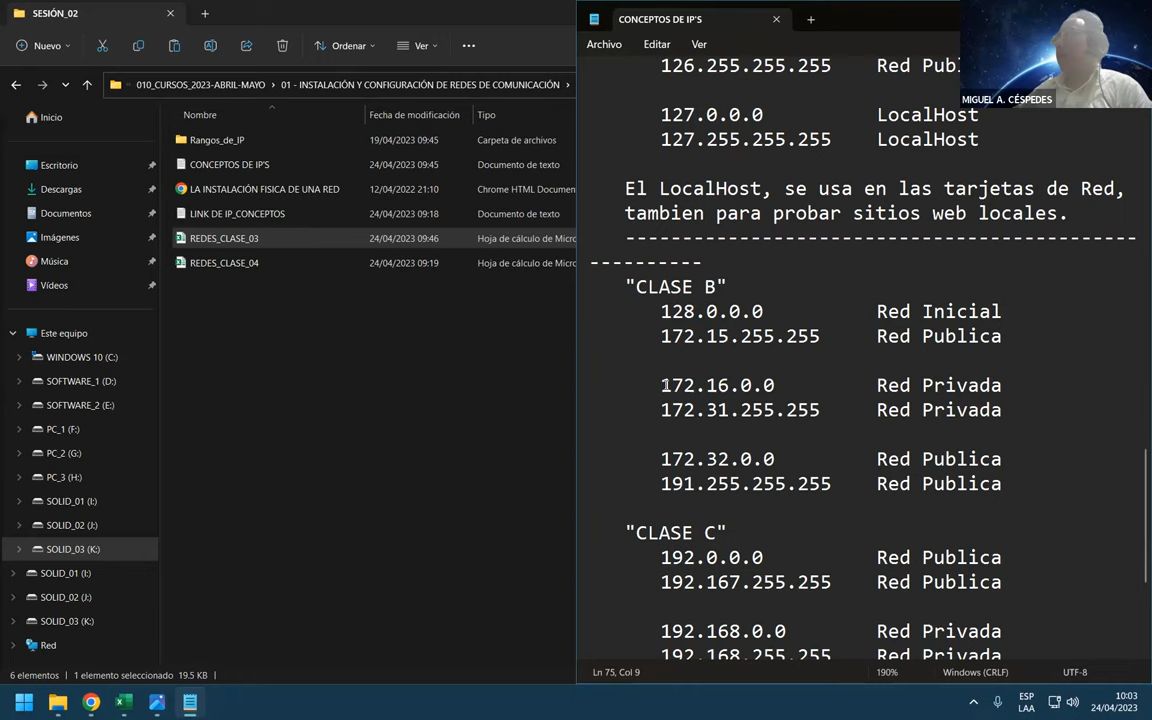 SESIÓN_02
Nuevo
Ordenar
Ver
010_CURSOS_2023-ABRIL-MAYO > 01 - INSTALACIÓN Y CONFIGURACIÓN DE REDES DE COMUNICACIÓN >
Nombre
Fecha de modificación
Tipo
Rangos_de_IP 19/04/2023 09:45 Carpeta de archivos
CONCEPTOS DE IP'S 24/04/2023 09:45 Documento de texto
LA INSTALACIÓN FISICA DE UNA RED 12/04/2022 21:10 Chrome HTML Documen
LINK DE IP_CONCEPTOS 24/04/2023 09:18 Documento de texto
REDES_CLASE_03 24/04/2023 09:46 Hoja de cálculo de Micro
REDES_CLASE_04 24/04/2023 09:19 Hoja de cálculo de Micro
Inicio
Escritorio
Descargas
Documentos
Imágenes
Música
Vídeos
Este equipo
WINDOWS 10 (C:)
SOFTWARE_1 (D:)
SOFTWARE_2 (E:)
PC_1 (F:)
PC_2 (G:)
PC_3 (H:)
SOLID_01 (I:)
SOLID_02 (J:)
SOLID_03 (K:)
SOLID_01 (I:)
SOLID_02 (J:)
SOLID_03 (K:)
Red
6 elementos
1 elemento seleccionado 19.5 KB
CONCEPTOS DE IP'S
Archivo
Editar
Ver
MIGUEL A. CÉSPEDES
126.255.255.255 Red Publi
127.0.0.0 LocalHost
127.255.255.255 LocalHost
El LocalHost, se usa en las tarjetas de Red,
tambien para probar sitios web locales.
---------------------------------------------
----------
"CLASE B"
128.0.0.0 Red Inicial
172.15.255.255 Red Publica
172.16.0.0 Red Privada
172.31.255.255 Red Privada
172.32.0.0 Red Publica
191.255.255.255 Red Publica
"CLASE C"
192.0.0.0 Red Publica
192.167.255.255 Red Publica
192.168.0.0 Red Privada
192.168.255.255 Red Privada
Ln 75, Col 9
190%
Windows (CRLF)
UTF-8
ESP
LAA
10:03
24/04/2023